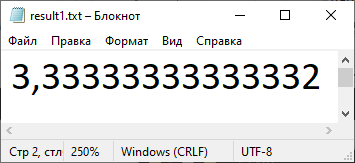 result1.txt – Блокнот
Файл Правка Формат Вид Справка
3,33333333333332
Стр 2, стл 250% Windows (CRLF) UTF-8